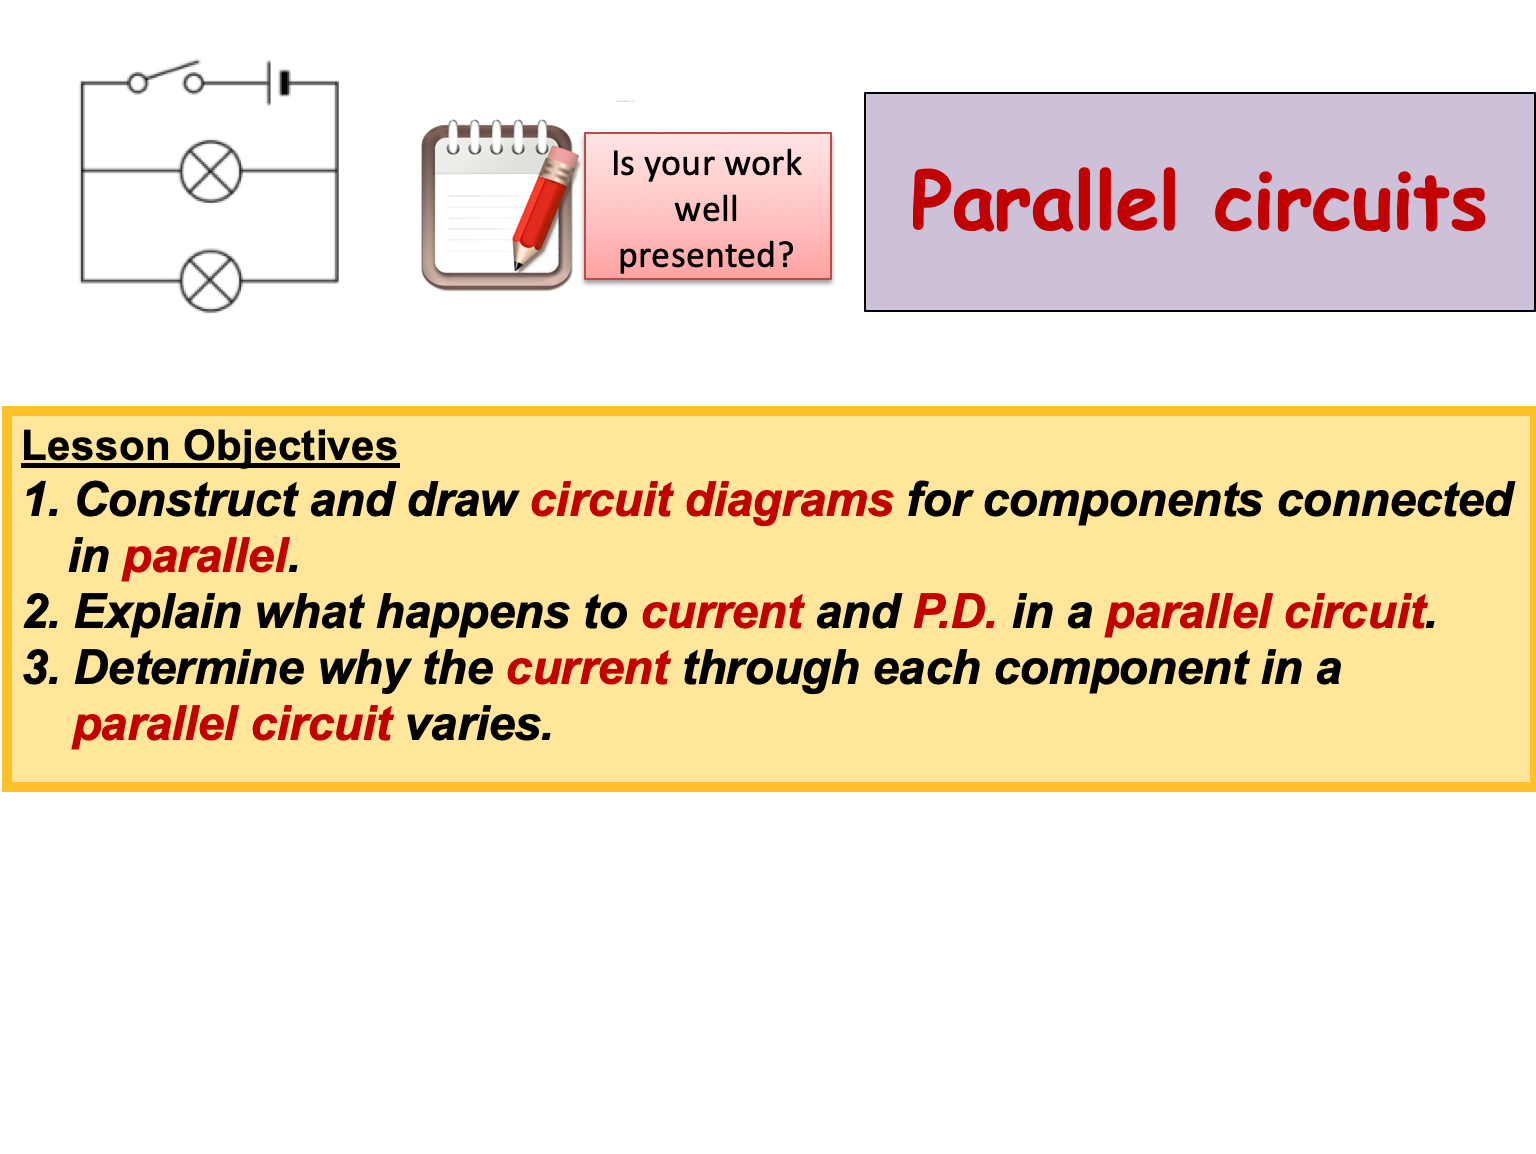 Is your work
well
presented?
Parallel circuits
Lesson Objectives
1. Construct and draw circuit diagrams for components connected
in parallel.
2. Explain what happens to current and P.D. in a parallel circuit.
3. Determine why the current through each component in a
parallel circuit varies.